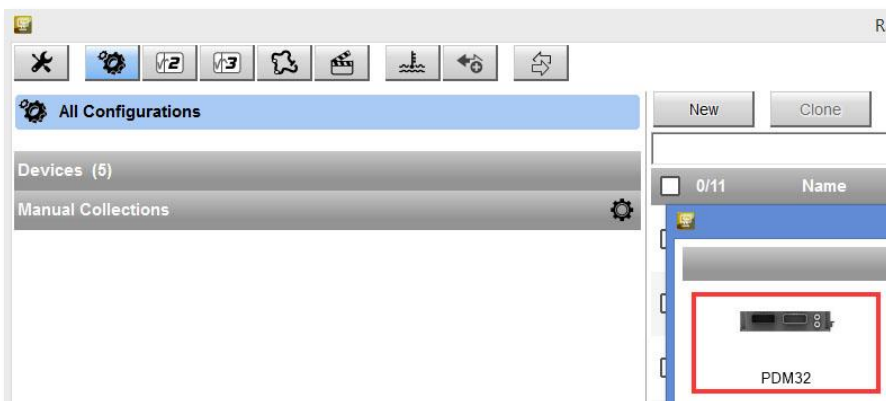 R
All Configurations
New
Clone
Devices (5)
0/11
Name
Manual Collections
PDM32